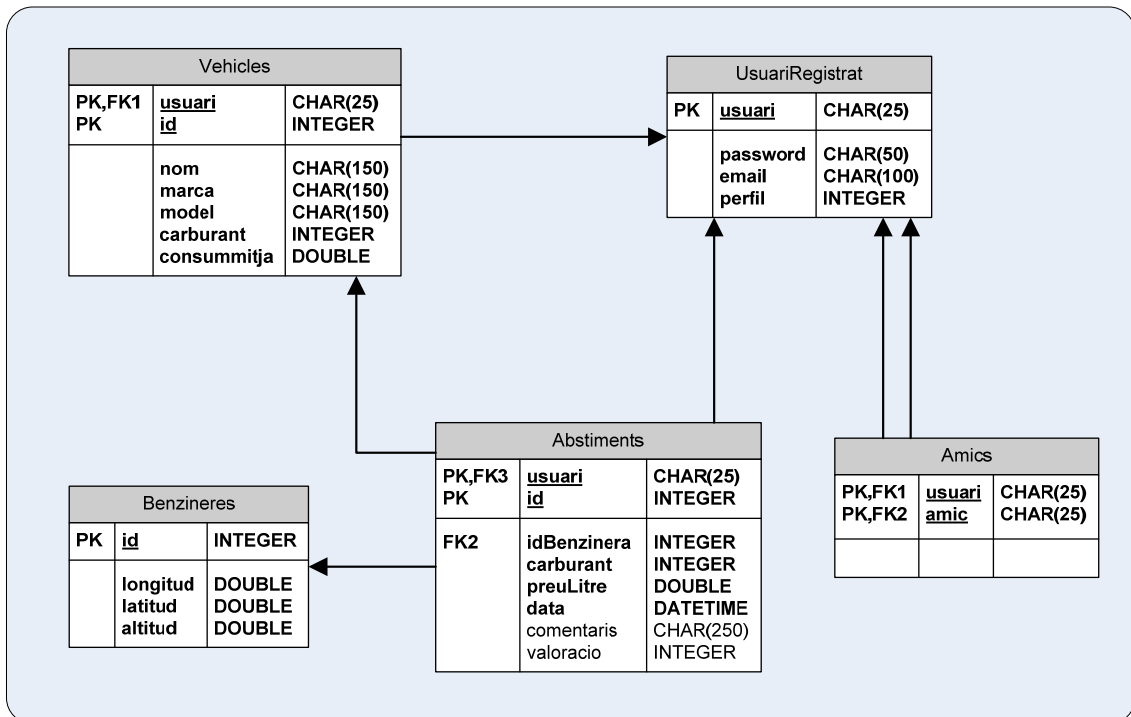 Vehicles
PK,FK1 usuari CHAR(25)
PK id INTEGER
nom CHAR(150)
marca CHAR(150)
model CHAR(150)
carburant INTEGER
consummitja DOUBLE
UsuariRegistrat
PK usuari CHAR(25)
password CHAR(50)
email CHAR(100)
perfil INTEGER
Abstiments
PK,FK3 usuari CHAR(25)
PK id INTEGER
FK2 idBenzinera INTEGER
carburant INTEGER
preuLitre DOUBLE
data DATETIME
comentaris CHAR(250)
valoracio INTEGER
Amics
PK,FK1 usuari CHAR(25)
PK,FK2 amic CHAR(25)
Benzineres
PK id INTEGER
longitud DOUBLE
latitud DOUBLE
altitud DOUBLE